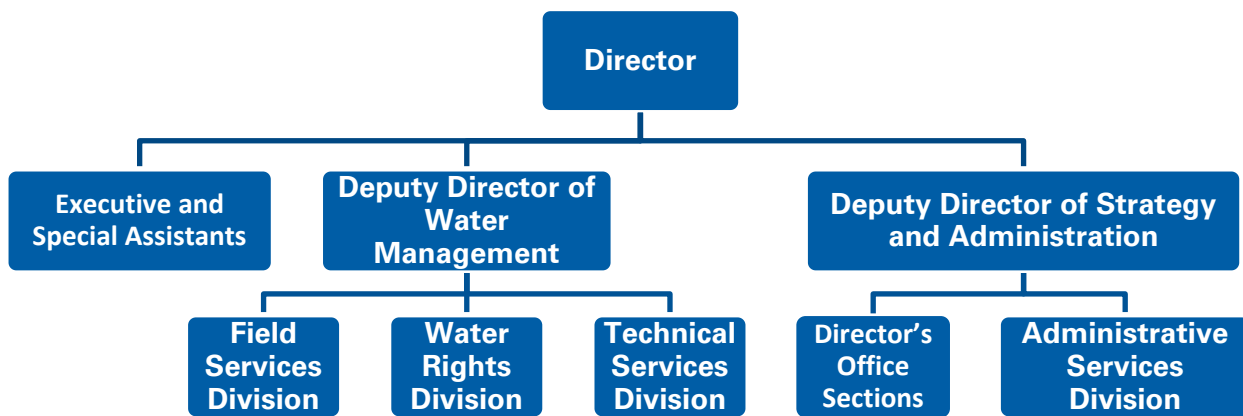 Director
Executive and
Special Assistants
Deputy Director of
Water
Management
Deputy Director of Strategy
and Administration
Field
Services
Division
Water
Rights
Division
Technical
Services
Division
Director’s
Office
Sections
Administrative
Services
Division